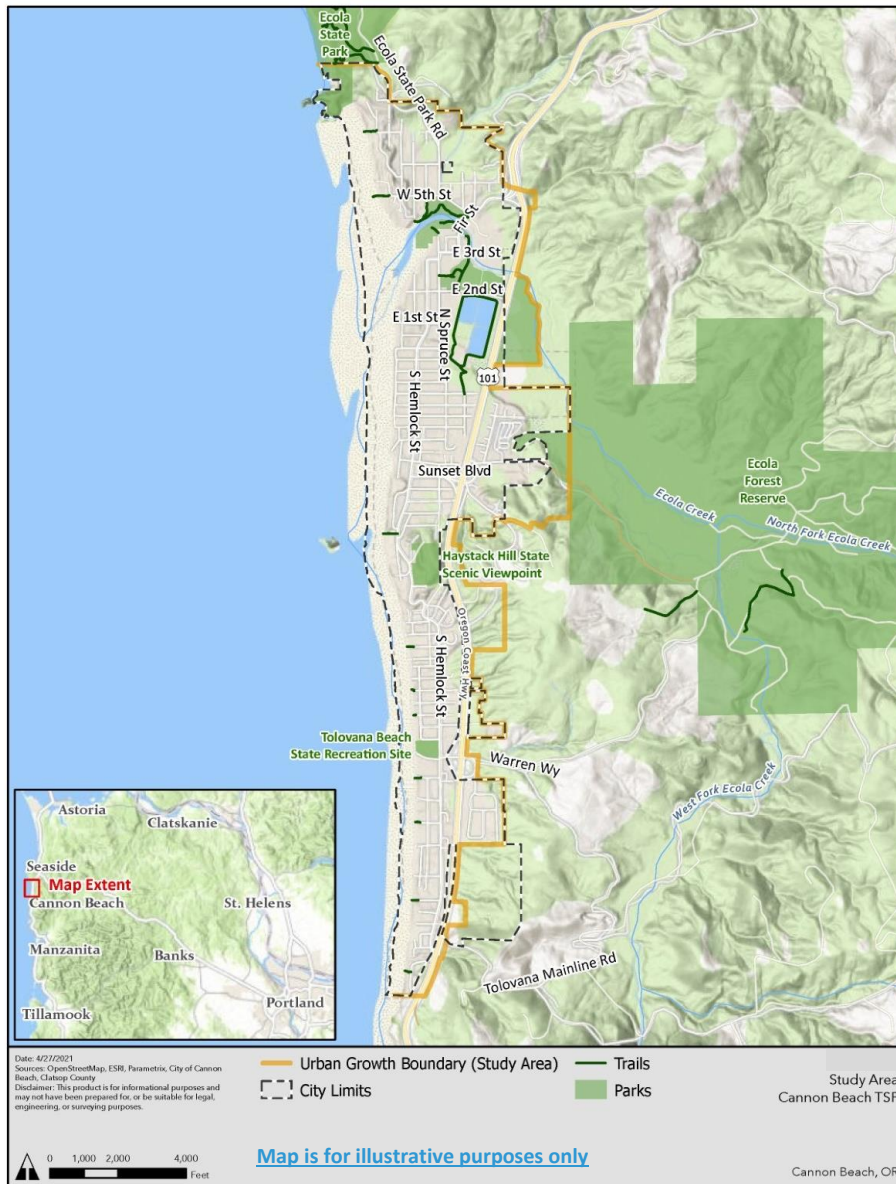 Ecola
State
Park
Ecola State Park Rd
W 5th St
Fir St
E 3rd St
E 2nd St
E 1st St
N Spruce St
101
S Hemlock St
Sunset Blvd
Ecola
Forest
Reserve
Ecola Creek
North Fork Ecola Creek
Haystack Hill State
Scenic Viewpoint
Oregon Coast Hwy
S Hemlock St
Tolovana Beach
State Recreation Site
Warren Wy
West Fork Ecola Creek
Tolovana Mainline Rd
Astoria
Clatskanie
Seaside
Map Extent
Cannon Beach
St. Helens
Manzanita
Banks
Portland
Tillamook
Date: 4/27/2021
Sources: OpenStreetMap, ESRI, Parametrix, City of Cannon
Beach, Clatsop County
Disclaimer: This product is for informational purposes and
may not have been prepared for, or be suitable for legal,
engineering, or surveying purposes.
Urban Growth Boundary (Study Area)
City Limits
Trails
Parks
Study Area
Cannon Beach TSP
0 1,000 2,000 4,000
Feet
Map is for illustrative purposes only
Cannon Beach, OR